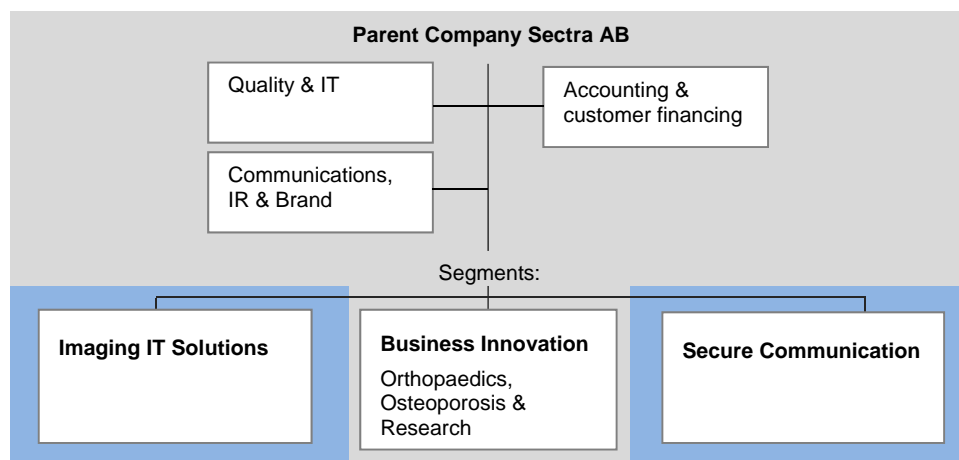 Parent Company Sectra AB
Quality & IT
Accounting &
customer financing
Communications,
IR & Brand
Segments:
Imaging IT Solutions
Business Innovation
Orthopaedics,
Osteoporosis &
Research
Secure Communication